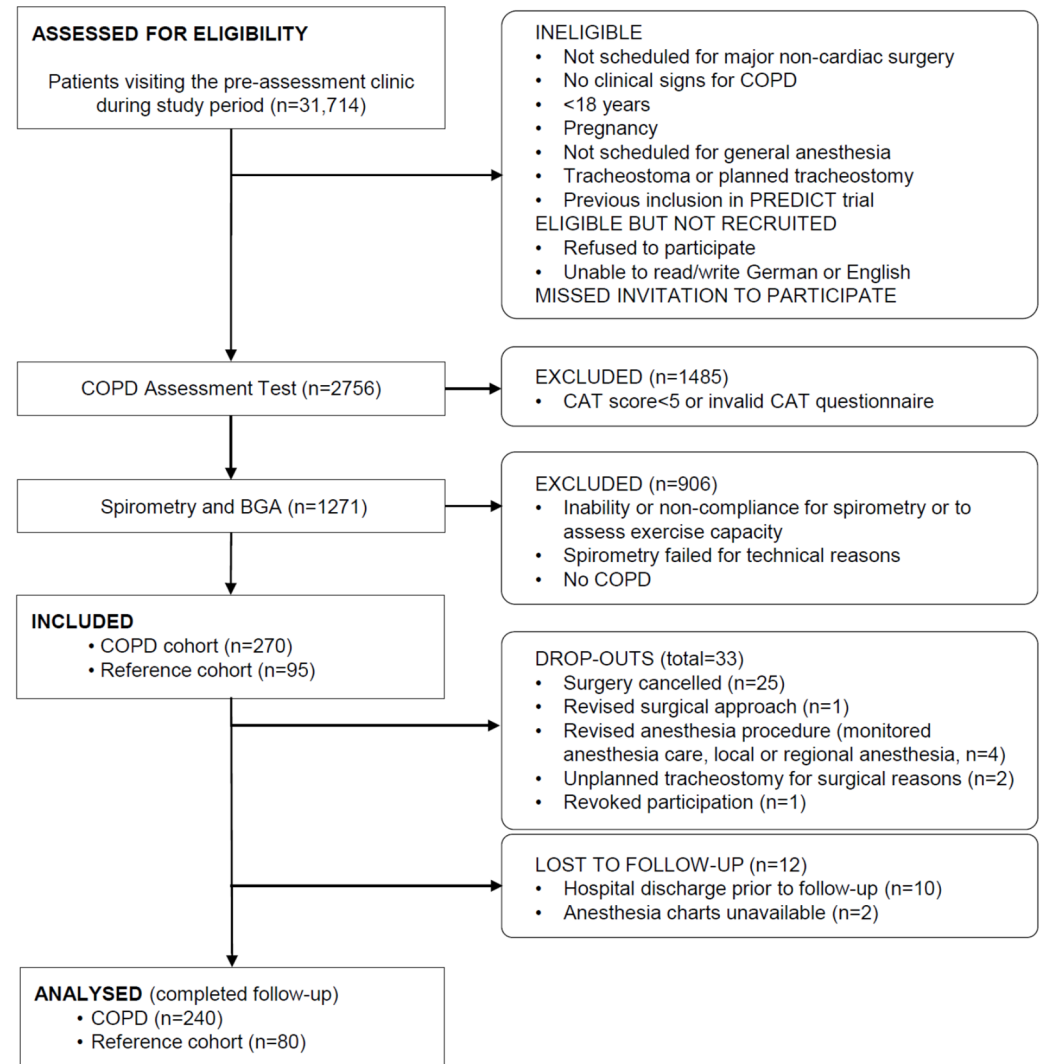 ASSESSED FOR ELIGIBILITY
Patients visiting the pre-assessment clinic
during study period (n=31,714)
INELIGIBLE
• Not scheduled for major non-cardiac surgery
• No clinical signs for COPD
• <18 years
• Pregnancy
• Not scheduled for general anesthesia
• Tracheostoma or planned tracheostomy
• Previous inclusion in PREDICT trial
ELIGIBLE BUT NOT RECRUITED
• Refused to participate
• Unable to read/write German or English
MISSED INVITATION TO PARTICIPATE
COPD Assessment Test (n=2756)
EXCLUDED (n=1485)
• CAT score<5 or invalid CAT questionnaire
Spirometry and BGA (n=1271)
EXCLUDED (n=906)
• Inability or non-compliance for spirometry or to
assess exercise capacity
• Spirometry failed for technical reasons
• No COPD
INCLUDED
• COPD cohort (n=270)
• Reference cohort (n=95)
DROP-OUTS (total=33)
• Surgery cancelled (n=25)
• Revised surgical approach (n=1)
• Revised anesthesia procedure (monitored
anesthesia care, local or regional anesthesia, n=4)
• Unplanned tracheostomy for surgical reasons (n=2)
• Revoked participation (n=1)
LOST TO FOLLOW-UP (n=12)
• Hospital discharge prior to follow-up (n=10)
• Anesthesia charts unavailable (n=2)
ANALYSED (completed follow-up)
• COPD (n=240)
• Reference cohort (n=80)